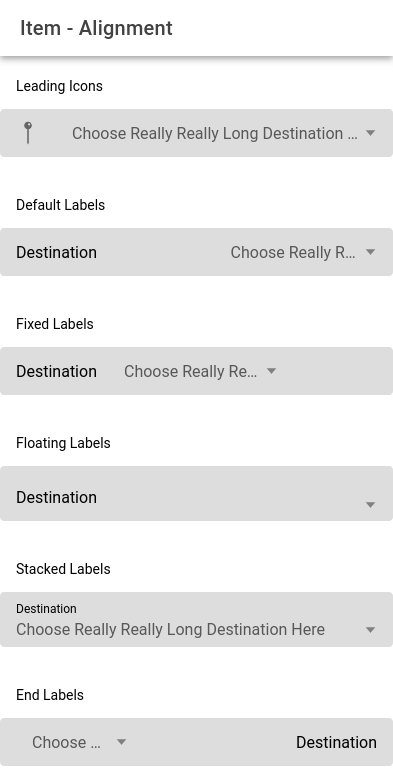 Item - Alignment
Leading Icons
Choose Really Really Long Destination ...
Default Labels
Destination Choose Really R...
Fixed Labels
Destination Choose Really Re...
Floating Labels
Destination
Stacked Labels
Destination
Choose Really Really Long Destination Here
End Labels
Choose ... Destination